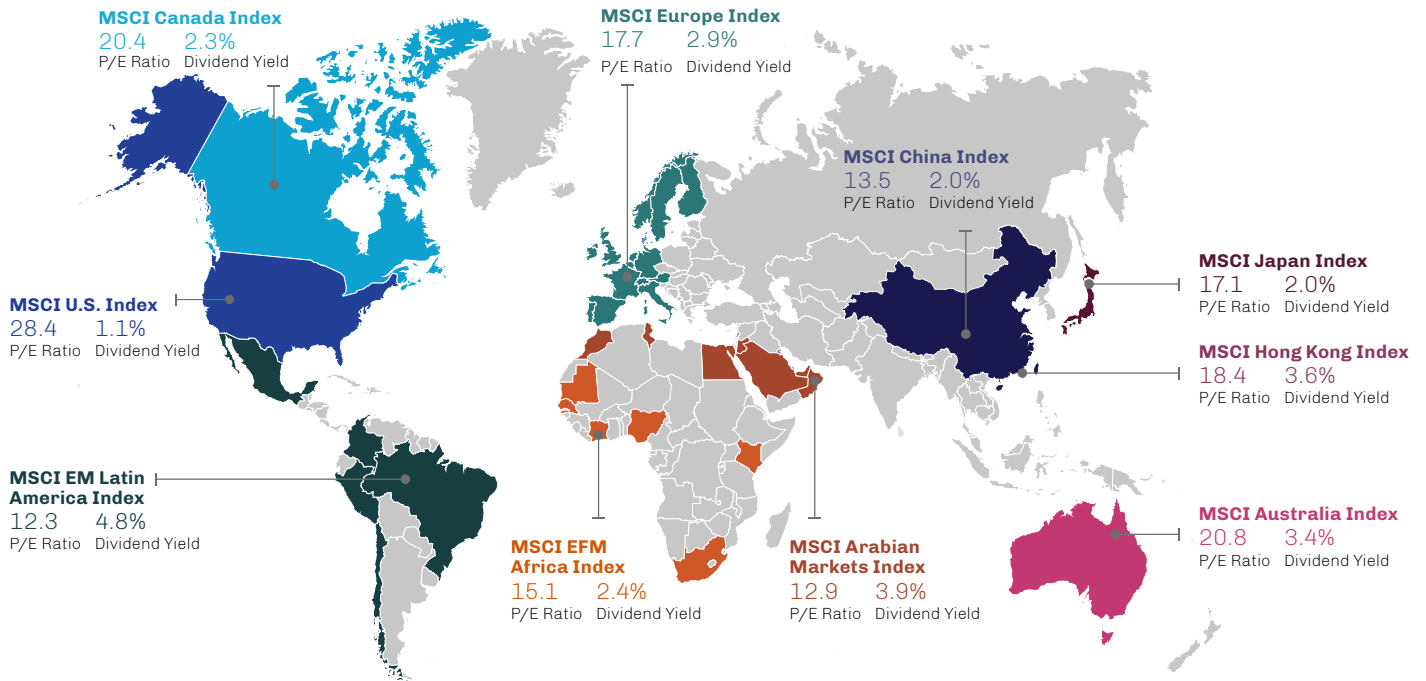 MSCI Canada Index
20.4 2.3%
P/E Ratio Dividend Yield
MSCI Europe Index
17.7 2.9%
P/E Ratio Dividend Yield
MSCI China Index
13.5 2.0%
P/E Ratio Dividend Yield
MSCI U.S. Index
28.4 1.1%
P/E Ratio Dividend Yield
MSCI Japan Index
17.1 2.0%
P/E Ratio Dividend Yield
MSCI Hong Kong Index
18.4 3.6%
P/E Ratio Dividend Yield
MSCI EM Latin
America Index
12.3 4.8%
P/E Ratio Dividend Yield
MSCI EFM
Africa Index
15.1 2.4%
P/E Ratio Dividend Yield
MSCI Arabian
Markets Index
12.9 3.9%
P/E Ratio Dividend Yield
MSCI Australia Index
20.8 3.4%
P/E Ratio Dividend Yield